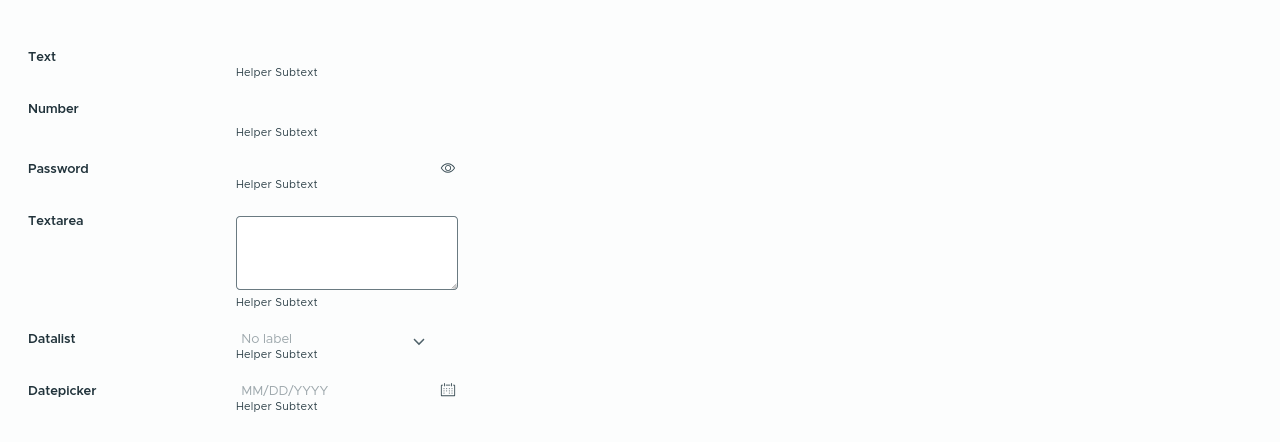 Text
Helper Subtext
Number
Helper Subtext
Password
Helper Subtext
Textarea
Helper Subtext
Datalist
No label
Helper Subtext
Datepicker
MM/DD/YYYY
Helper Subtext